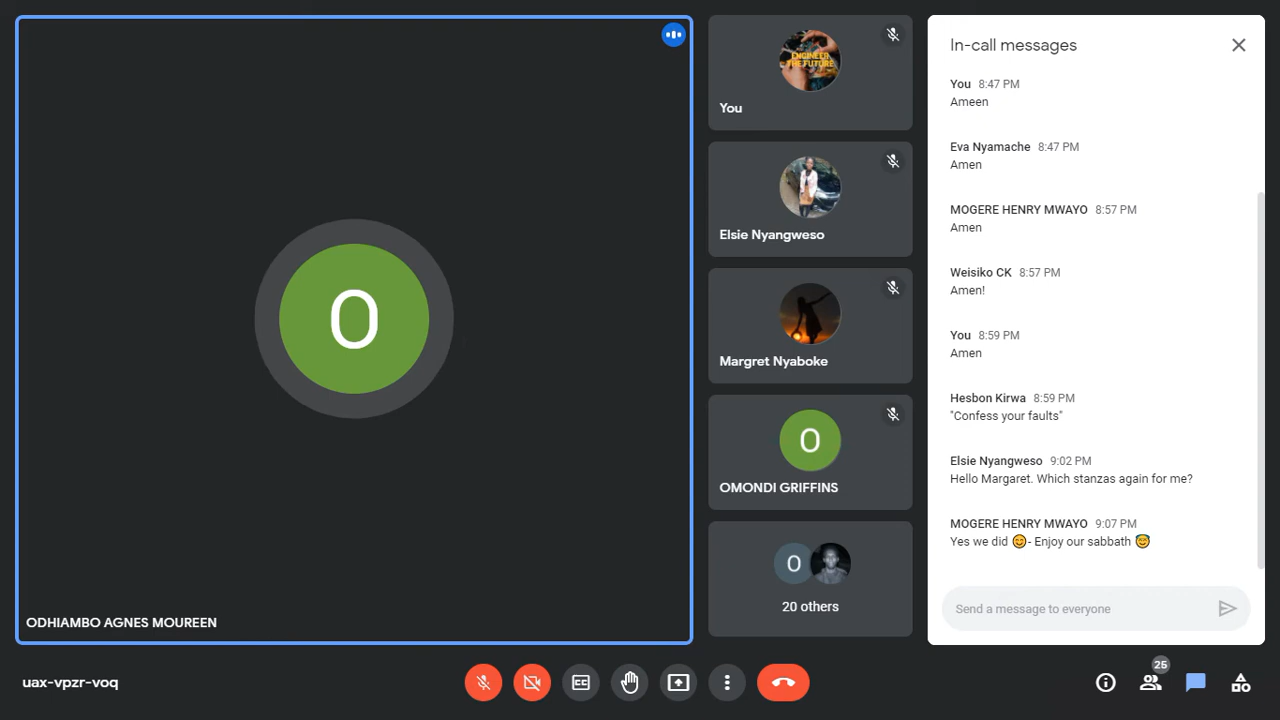 O
ODHIAMBO AGNES MOUREEN
ENGINEER
THE FUTURE
You
Elsie Nyangweso
Margret Nyaboke
O
OMONDI GRIFFINS
O
20 others
In-call messages
You 8:47 PM
Ameen
Eva Nyamache 8:47 PM
Amen
MOGERE HENRY MWAYO 8:57 PM
Amen
Weisiko CK 8:57 PM
Amen!
You 8:59 PM
Amen
Hesbon Kirwa 8:59 PM
"Confess your faults"
Elsie Nyangweso 9:02 PM
Hello Margaret. Which stanzas again for me?
MOGERE HENRY MWAYO 9:07 PM
Yes we did 😊- Enjoy our sabbath 😇
Send a message to everyone
uax-vpzr-voq
CC
25